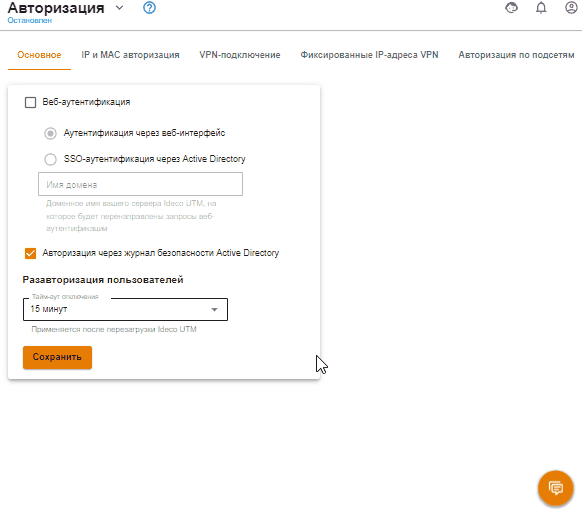 Авторизация
Остановлен
Основное IP и MAC авторизация VPN-подключение Фиксированные IP-адреса VPN Авторизация по подсетям
Веб-аутентификация
Аутентификация через веб-интерфейс
SSO-аутентификация через Active Directory
Имя домена
Доменное имя вашего сервера Ideco UTM, на
которое будет перенаправлены запросы веб-
аутентификации
Авторизация через журнал безопасности Active Directory
Разавторизация пользователей
Тайм-аут отключения
15 минут
Применяется после перезагрузки Ideco UTM
Сохранить